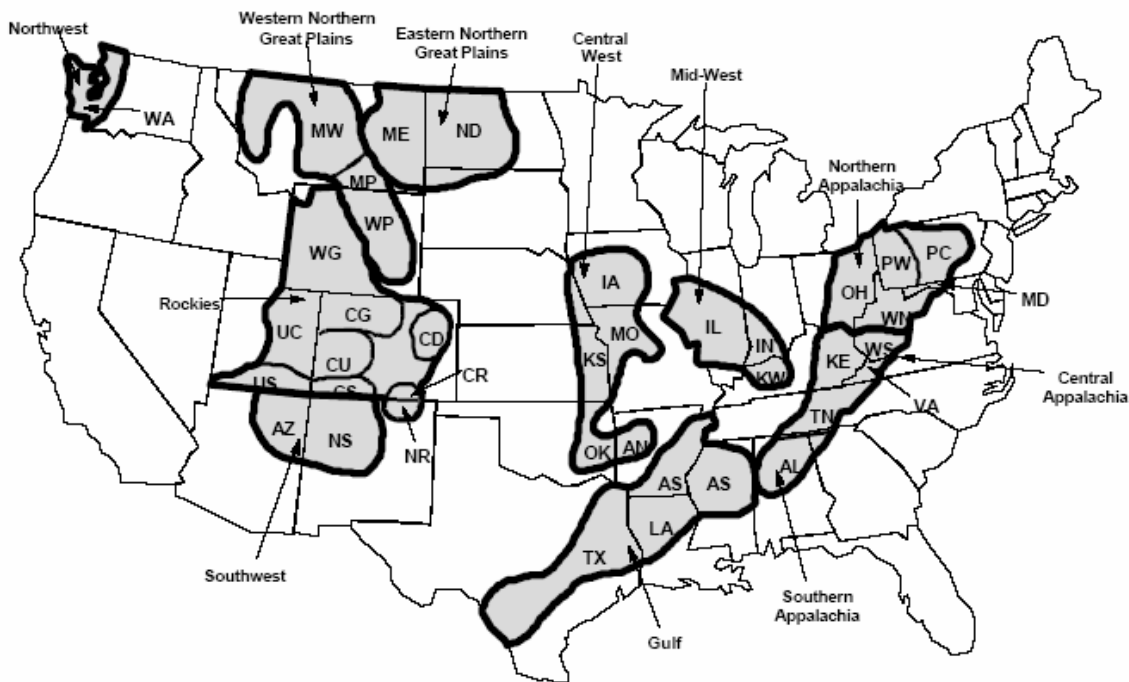 Northwest
Western Northern
Great Plains
Eastern Northern
Great Plains
Central
West
Mid-West
WA
MW
ME
ND
MP
WP
Northern
Appalachia
WG
IA
PW
PC
OH
MD
WN
Rockies
CG
UC
CD
MO
IL
IN
CU
KS
KE
WS
KW
US
CS
CR
Central
Appalachia
VA
TN
AZ
NS
NR
OK
AN
AL
AS
AS
LA
TX
Southwest
Southern
Appalachia
Gulf